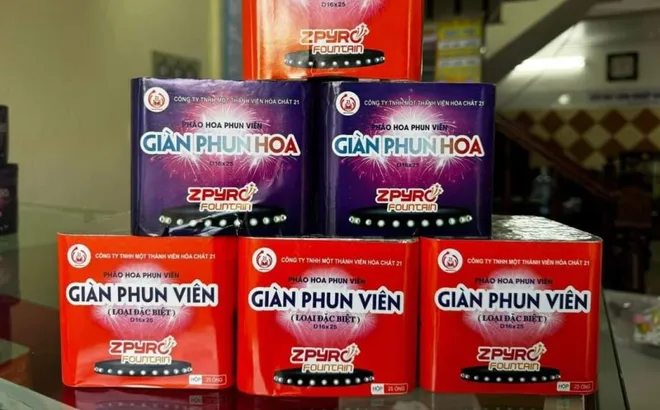 ZPYRO
FOUNTAIN
CÔNG TY TNHH MỘT THÀNH VIÊN HÓA CHẤT 21
PHÁO HOA PHUN VIÊN
GIÀN PHUN HOA
D16x25
ZPYRO
FOUNTAIN
CÔNG TY TNHH MỘT THÀNH VIÊN HÓA CHẤT 21
PHÁO HOA PHUN VIÊN
GIÀN PHUN HOA
D16x25
ZPYRO
FOUNTAIN
CÔNG TY TNHH MỘT THÀNH VIÊN HÓA CHẤT 21
PHÁO HOA PHUN VIÊN
GIÀN PHUN VIÊN
( LOẠI ĐẶC BIỆT )
D16x25
ZPYRO
FOUNTAIN
HỘP 25 ỐNG
CÔNG TY TNHH MỘT THÀNH VIÊN HÓA CHẤT 21
PHÁO HOA PHUN VIÊN
GIÀN PHUN VIÊN
( LOẠI ĐẶC BIỆT )
D16x25
ZPYRO
FOUNTAIN
HỘP 25 ỐNG
CÔNG TY TNHH MỘT THÀNH VIÊN HÓA CHẤT 21
PHÁO HOA PHUN VIÊN
GIÀN PHUN VIÊN
( LOẠI ĐẶC BIỆT )
D16x25
ZPYRO
FOUNTAIN
HỘP 25 ỐNG